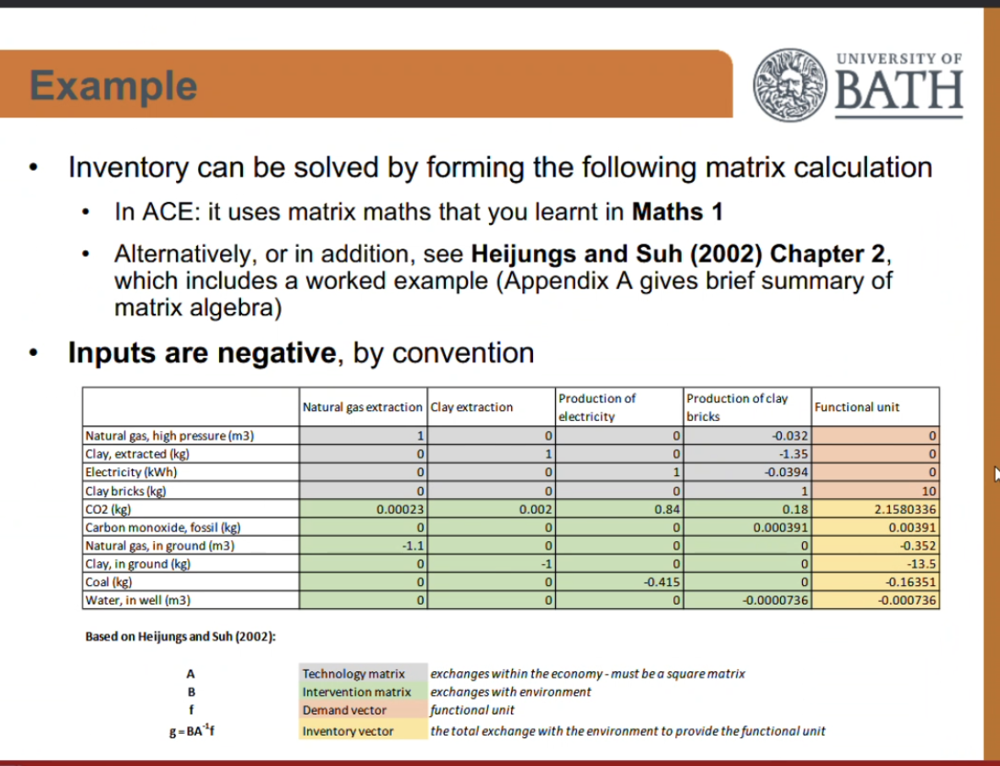 Example
UNIVERSITY OF
BATH
• Inventory can be solved by forming the following matrix calculation
• In ACE: it uses matrix maths that you learnt in Maths 1
• Alternatively, or in addition, see Heijungs and Suh (2002) Chapter 2,
which includes a worked example (Appendix A gives brief summary of
matrix algebra)
• Inputs are negative, by convention
Natural gas extraction Clay extraction Production of electricity Production of clay bricks Functional unit
Natural gas, high pressure (m3) 1 0 0 -0.032 0
Clay, extracted (kg) 0 1 0 -1.35 0
Electricity (kWh) 0 0 1 -0.0394 0
Clay bricks (kg) 0 0 0 1 10
CO2 (kg) 0.00023 0.002 0.84 0.18 2.1580336
Carbon monoxide, fossil (kg) 0 0 0 0.000391 0.00391
Natural gas, in ground (m3) -1.1 0 0 0 -0.352
Clay, in ground (kg) 0 -1 0 0 -13.5
Coal (kg) 0 0 -0.415 0 -0.16351
Water, in well (m3) 0 0 0 -0.0000736 -0.000736
Based on Heijungs and Suh (2002):
A Technology matrix exchanges within the economy - must be a square matrix
B Intervention matrix exchanges with environment
f Demand vector functional unit
g = BA⁻¹f Inventory vector the total exchange with the environment to provide the functional unit